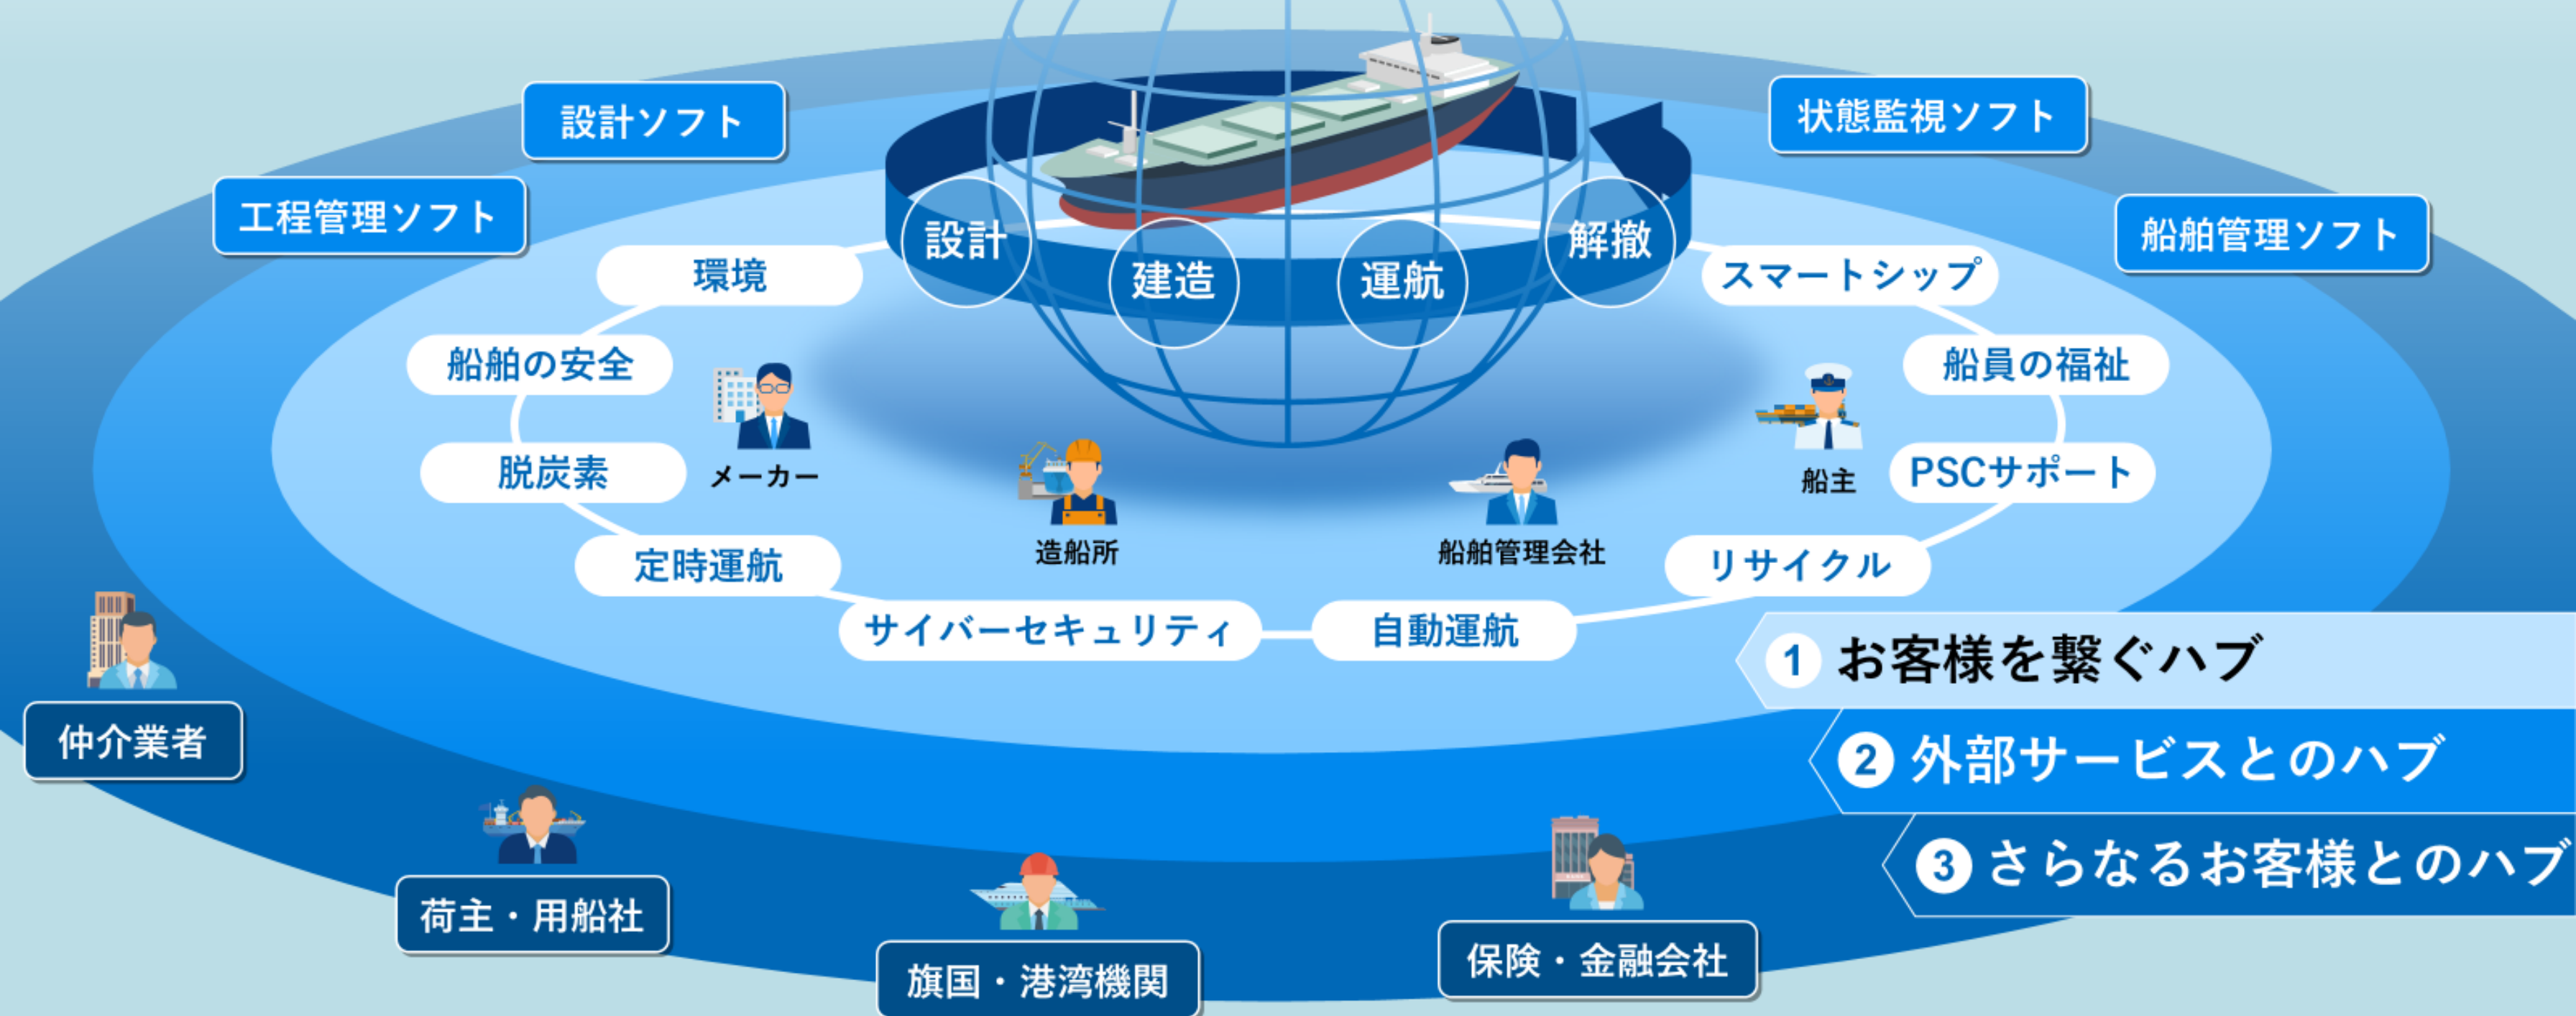 設計ソフト
状態監視ソフト
工程管理ソフト
船舶管理ソフト
設計
建造
運航
解撤
環境
スマートシップ
船舶の安全
船員の福祉
脱炭素
メーカー
船主
PSCサポート
造船所
船舶管理会社
定時運航
リサイクル
サイバーセキュリティ
自動運航
1 お客様を繋ぐハブ
2 外部サービスとのハブ
3 さらなるお客様とのハブ
仲介業者
荷主・用船社
旗国・港湾機関
保険・金融会社